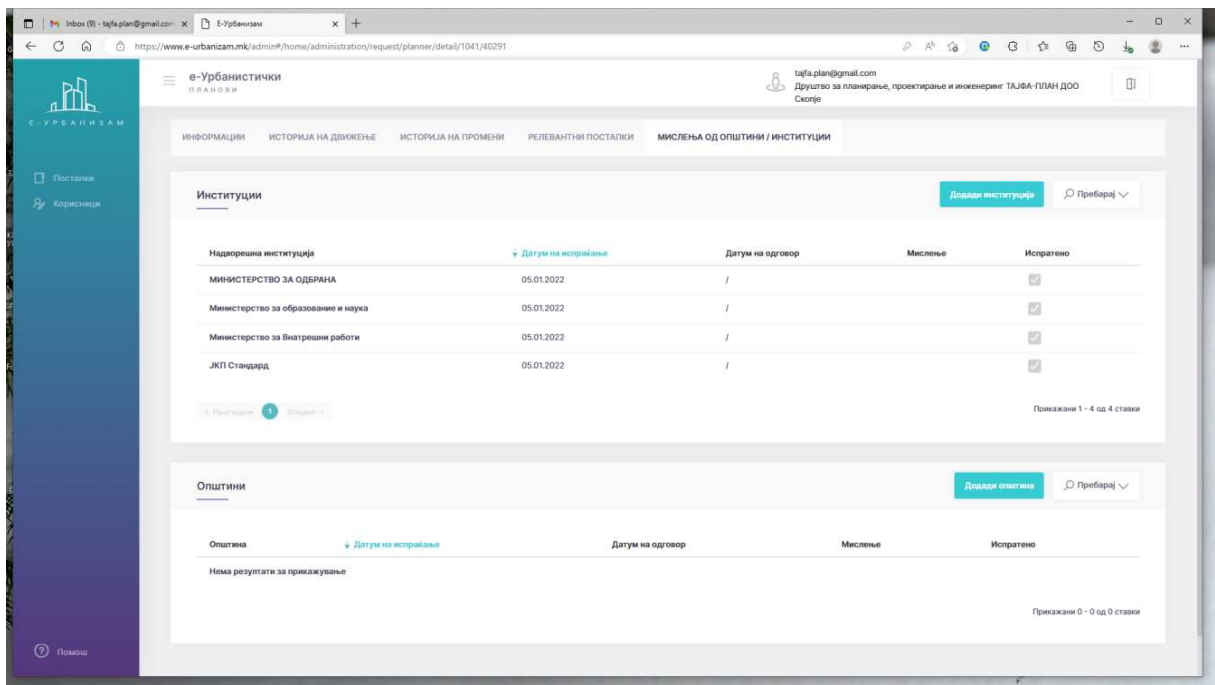 Inbox (9) - tajfa.plan@gmail.com
Е-Урбанизам
https://www.e-urbanizam.mk/admin#/home/administration/request/planner/detail/1041/40291
Е-УРБАНИЗАМ
е-Урбанистички
ПЛАНОВИ
tajfa.plan@gmail.com
Друштво за планирање, проектирање и инженеринг ТАЈФА-ПЛАН ДОО
Скопје
ИНФОРМАЦИИ ИСТОРИЈА НА ДВИЖЕЊЕ ИСТОРИЈА НА ПРОМЕНИ РЕЛЕВАНТНИ ПОСТАПКИ МИСЛЕЊА ОД ОПШТИНИ / ИНСТИТУЦИИ
Постапки
Корисници
Институции
Додади институција
Пребарај
Надворешна институција Датум на испраќање Датум на одговор Мислење Испратено
МИНИСТЕРСТВО ЗА ОДБРАНА 05.01.2022 /
Министерство за образование и наука 05.01.2022 /
Министерство за Внатрешни работи 05.01.2022 /
ЈКП Стандард 05.01.2022 /
1
Прикажани 1 - 4 од 4 ставки
Општини
Додади општина
Пребарај
Општина Датум на испраќање Датум на одговор Мислење Испратено
Нема резултати за прикажување
Прикажани 0 - 0 од 0 ставки
Помош